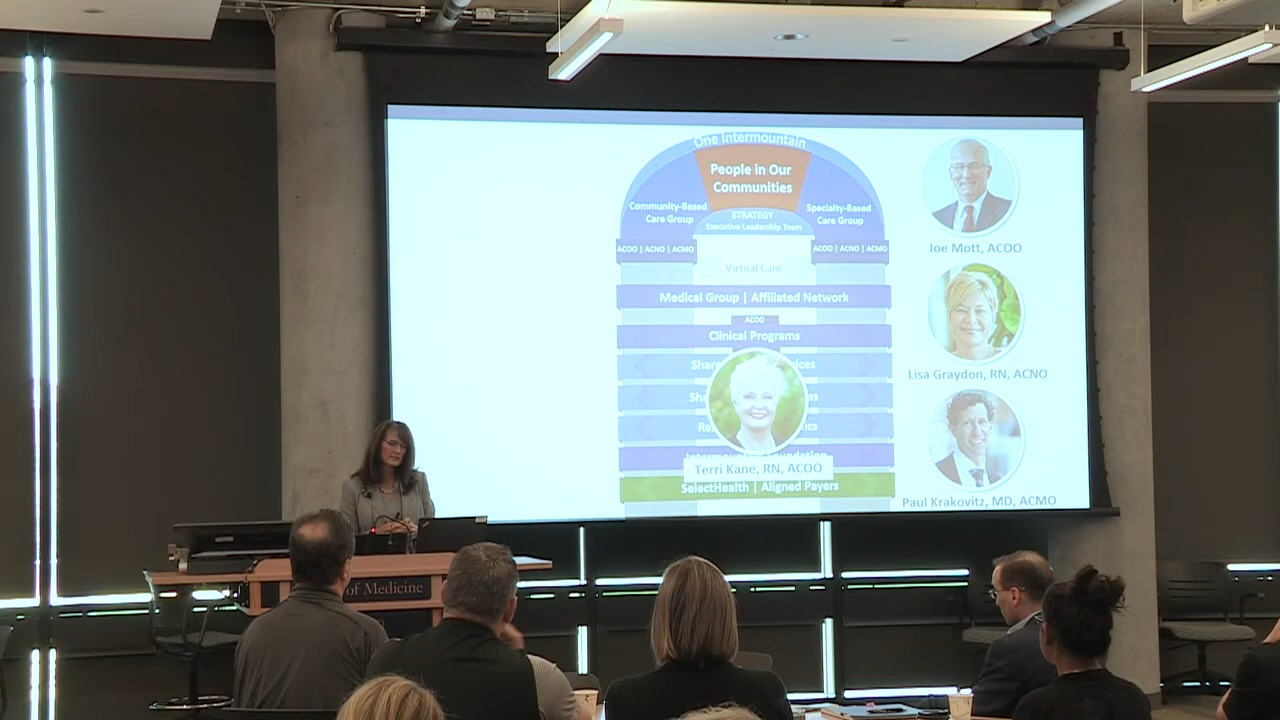 One Intermountain
People in Our
Communities
Community-Based
Care Group
Specialty-Based
Care Group
STRATEGY
Executive Leadership Team
ACOO | ACNO | ACMO
ACOO | ACNO | ACMO
Virtual Care
Medical Group | Affiliated Network
ACOO
Clinical Programs
Terri Kane, RN, ACOO
SelectHealth | Aligned Payers
Joe Mott, ACOO
Lisa Graydon, RN, ACNO
Paul Krakovitz, MD, ACMO
of Medicine